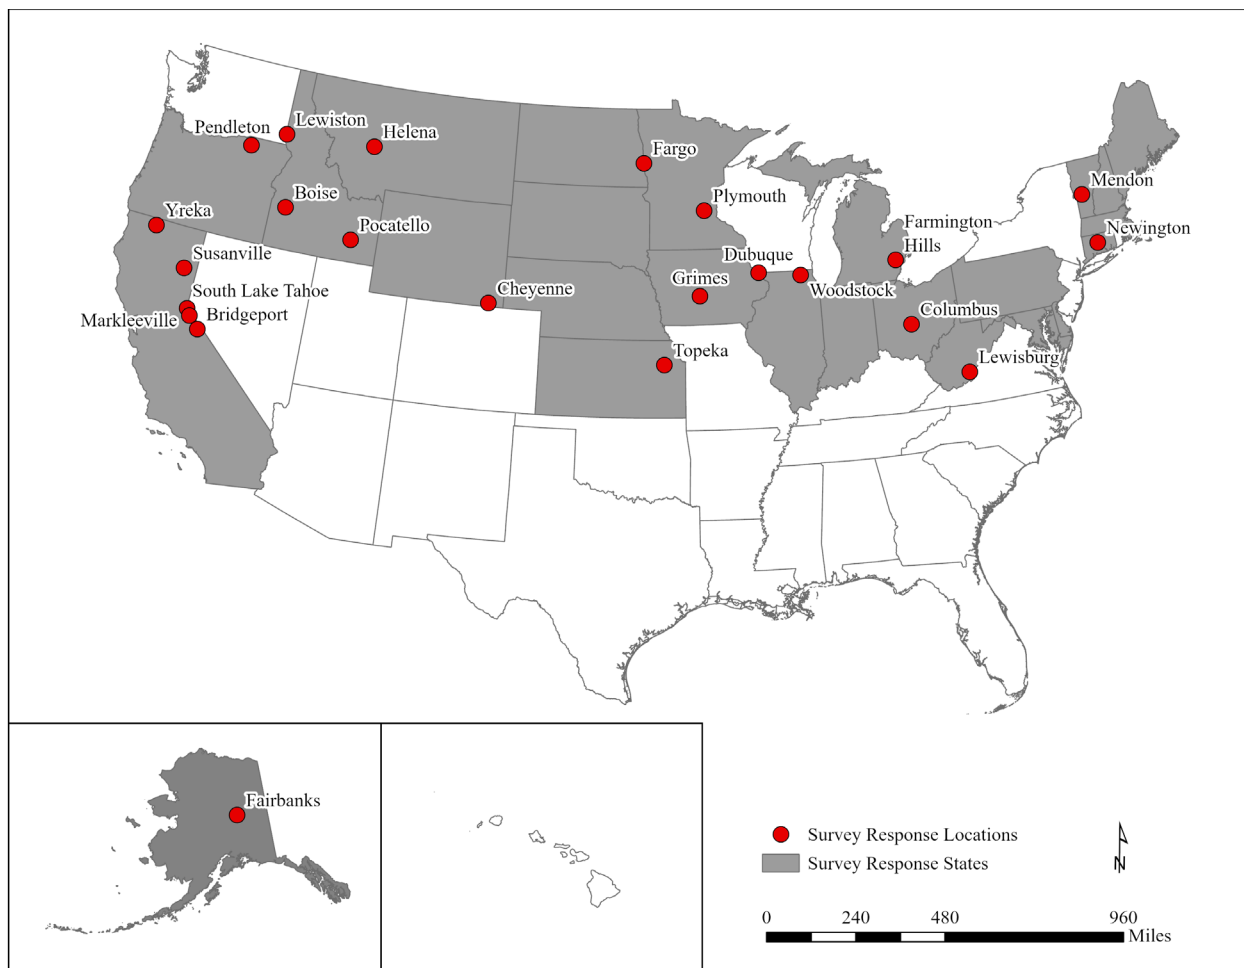 Pendleton
Lewiston
Helena
Fargo
Mendon
Boise
Plymouth
Yreka
Pocatello
Farmington
Hills
Newington
Susanville
Dubuque
Grimes
Woodstock
Cheyenne
South Lake Tahoe
Markleeville
Bridgeport
Columbus
Topeka
Lewisburg
Fairbanks
Survey Response Locations
Survey Response States
N
0 240 480 960
Miles